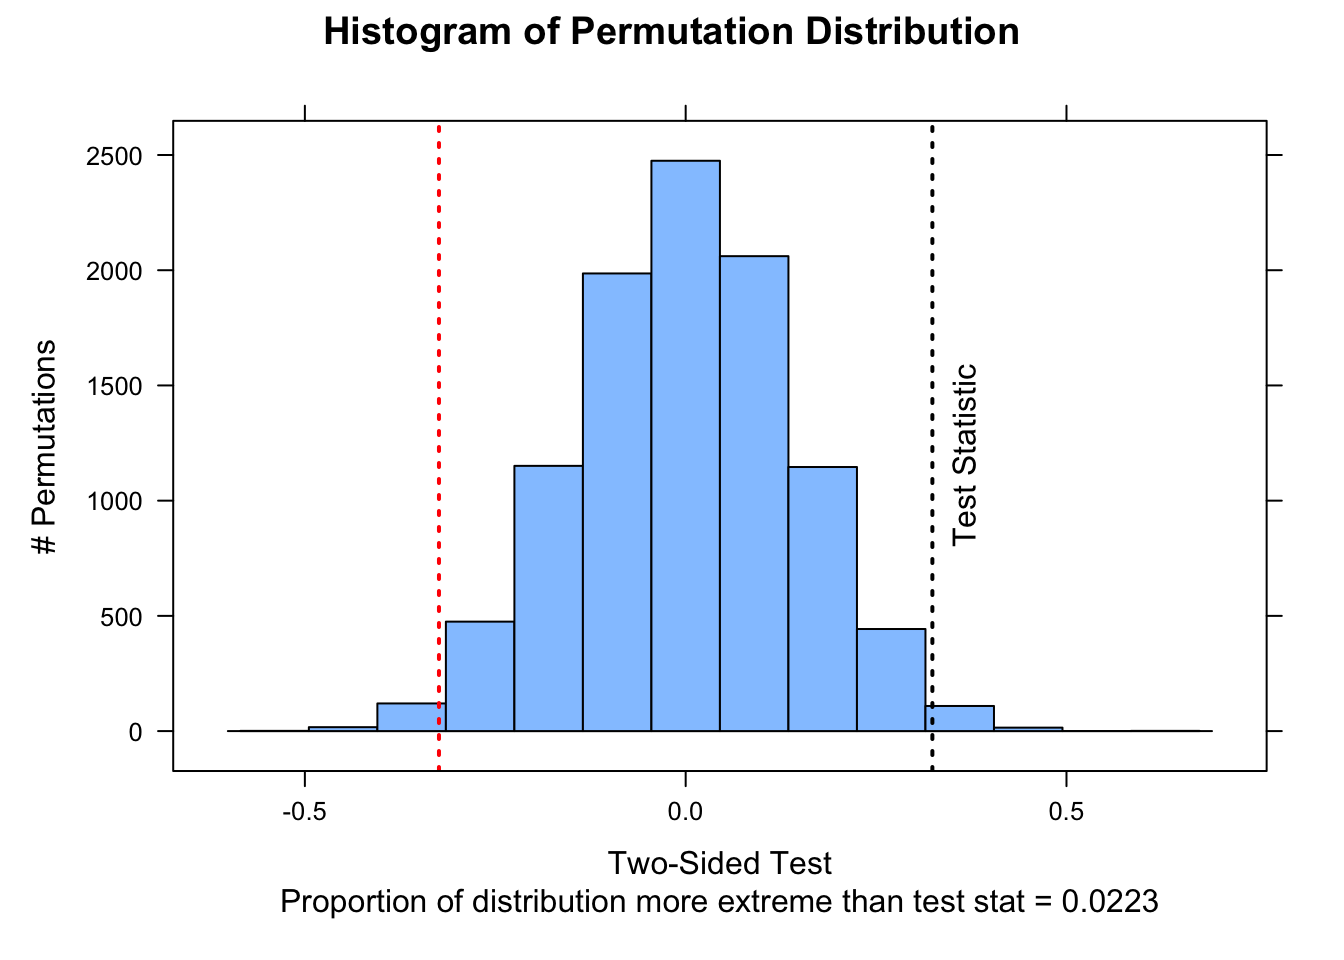 Histogram of Permutation Distribution
2500
2000
1500
1000
500
0
# Permutations
Test Statistic
-0.5
0.0
0.5
Two-Sided Test
Proportion of distribution more extreme than test stat = 0.0223